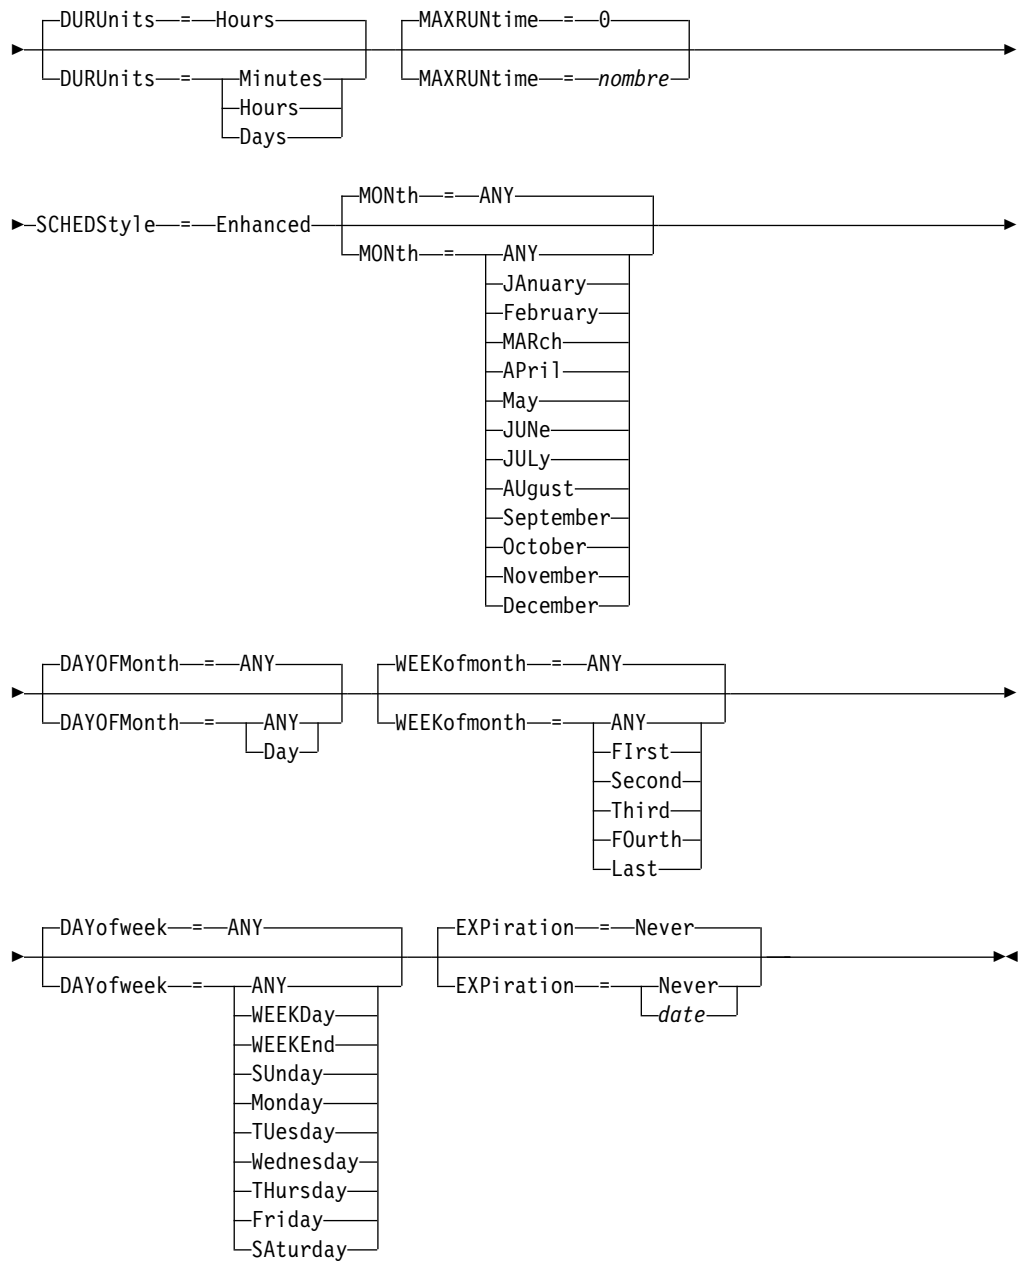 DURUnits = Hours MAXRUNtime = 0
DURUnits = Minutes MAXRUNtime = nombre
Hours
Days
SCHEDStyle = Enhanced
MONth = ANY
MONth = ANY
JAnuary
February
MARch
APril
May
JUNe
JULy
AUgust
September
October
November
December
DAYOFMonth = ANY WEEKofmonth = ANY
DAYOFMonth = ANY WEEKofmonth = ANY
Day
FIrst
Second
Third
FOurth
Last
DAYofweek = ANY EXPiration = Never
DAYofweek = ANY EXPiration = Never
date
WEEKDay
WEEKEnd
SUnday
Monday
TUesday
Wednesday
THursday
Friday
SAturday